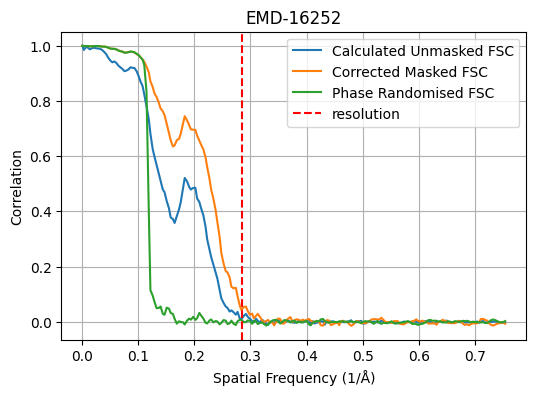 EMD-16252
Calculated Unmasked FSC
Corrected Masked FSC
Phase Randomised FSC
resolution
Correlation
1.0
0.8
0.6
0.4
0.2
0.0
0.0 0.1 0.2 0.3 0.4 0.5 0.6 0.7
Spatial Frequency (1/Å)